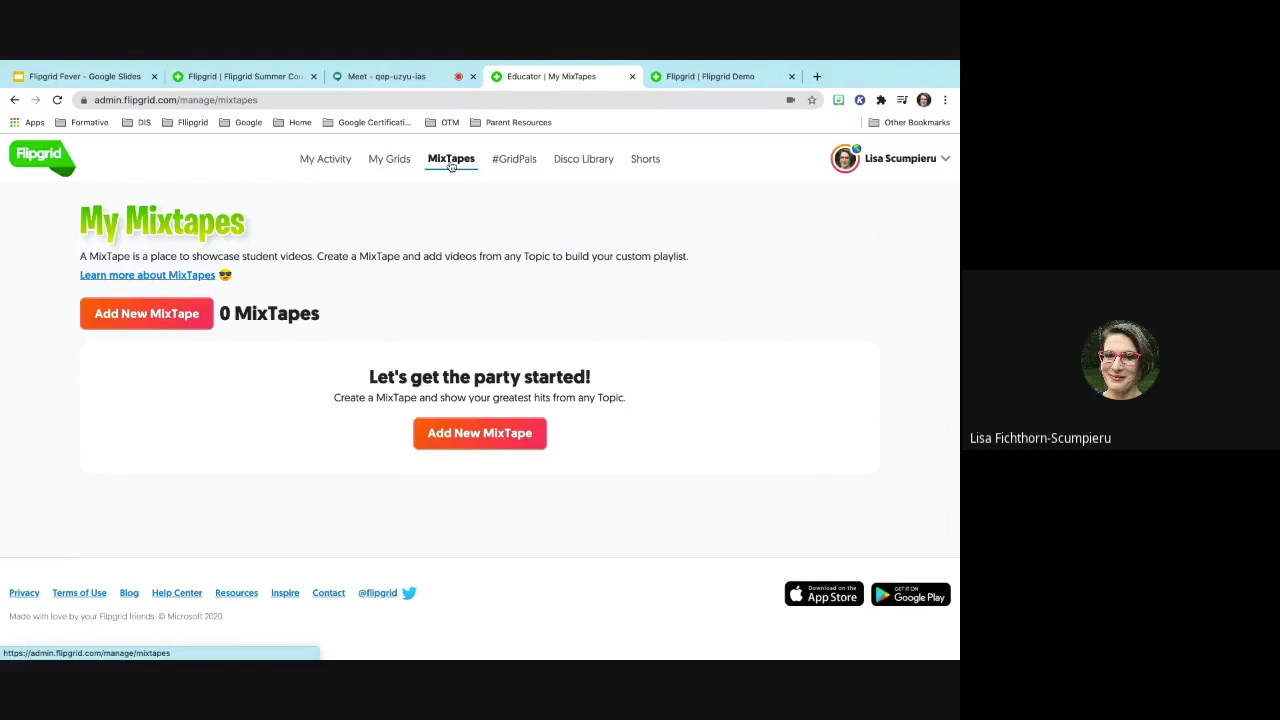 Flipgrid Fever - Google Slides
Flipgrid | Flipgrid Summer Cou
Meet - qep-uzyu-ias
Educator | My MixTapes
Flipgrid | Flipgrid Demo
admin.flipgrid.com/manage/mixtapes
Apps Formative DIS Flipgrid Google Home Google Certificati... OTM Parent Resources Other Bookmarks
Flipgrid
My Activity My Grids MixTapes #GridPals Disco Library Shorts Lisa Scumpieru
My Mixtapes
A MixTape is a place to showcase student videos. Create a MixTape and add videos from any Topic to build your custom playlist.
Learn more about MixTapes 😎
Add New MixTape 0 MixTapes
Let's get the party started!
Create a MixTape and show your greatest hits from any Topic.
Add New MixTape
Lisa Fichthorn-Scumpieru
Privacy Terms of Use Blog Help Center Resources Inspire Contact @flipgrid
Download on the
App Store
GET IT ON
Google Play
Made with love by your Flipgrid friends. © Microsoft 2020
https://admin.flipgrid.com/manage/mixtapes